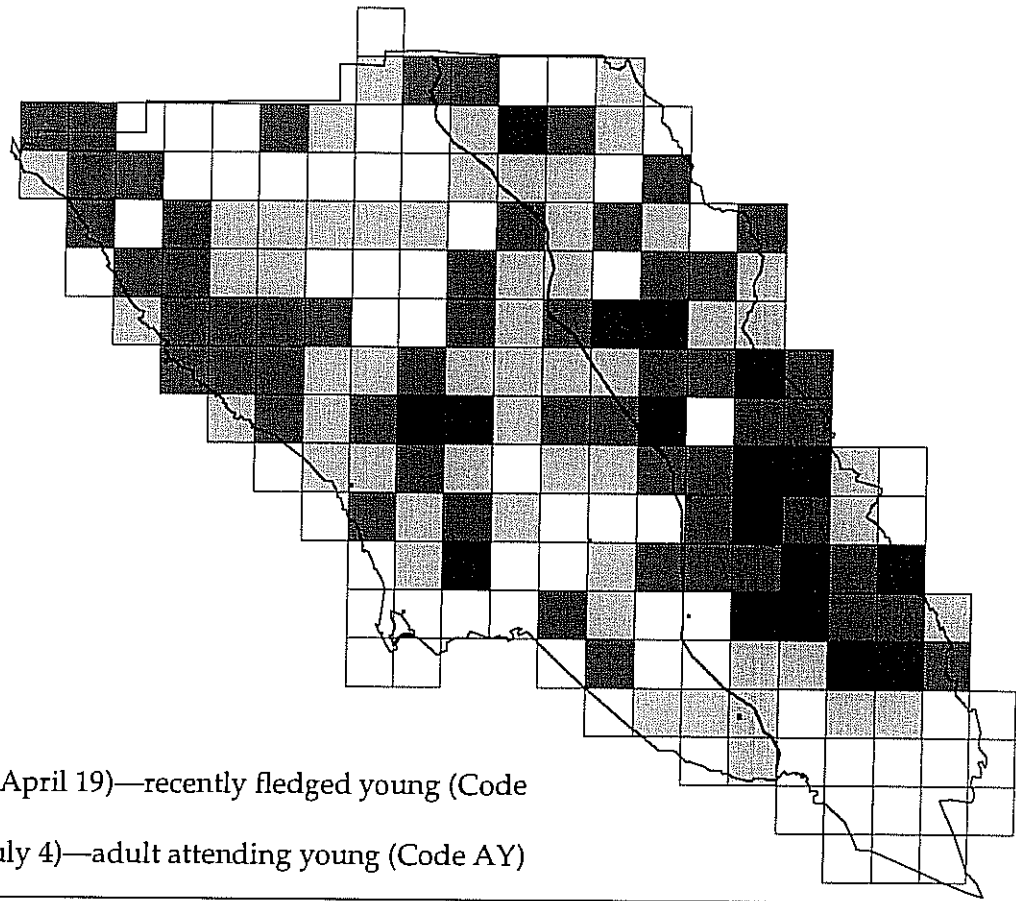 April 19)—recently fledged young (Code
uly 4)—adult attending young (Code AY)